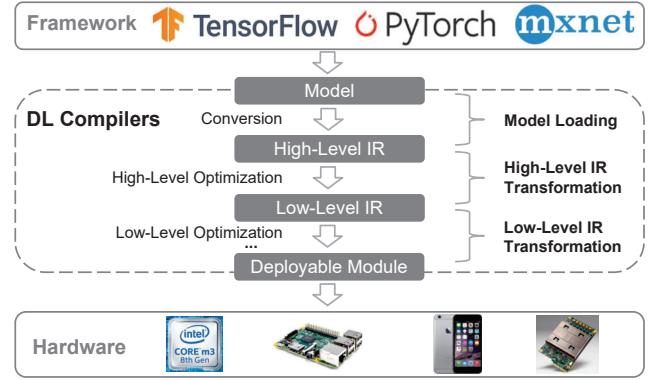 Framework TensorFlow PyTorch mxnet
Model
DL Compilers Conversion Model Loading
High-Level IR
High-Level Optimization High-Level IR
Transformation
Low-Level IR
Low-Level Optimization Low-Level IR
... Transformation
Deployable Module
Hardware
(intel)
CORE m3
8th Gen